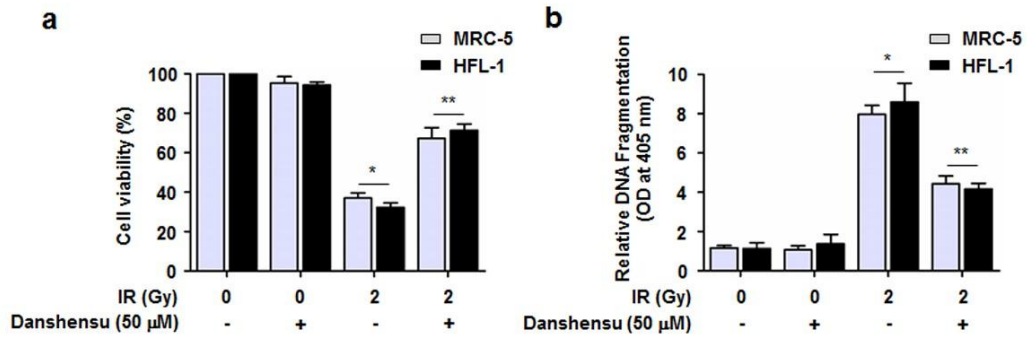 a
MRC-5
HFL-1
Cell viability (%)
100
80
60
40
20
0
*
**
IR (Gy) 0 0 2 2
Danshensu (50 µM) - + - +
b
MRC-5
HFL-1
Relative DNA Fragmentation
(OD at 405 nm)
10
8
6
4
2
0
*
**
IR (Gy) 0 0 2 2
Danshensu (50 µM) - + - +